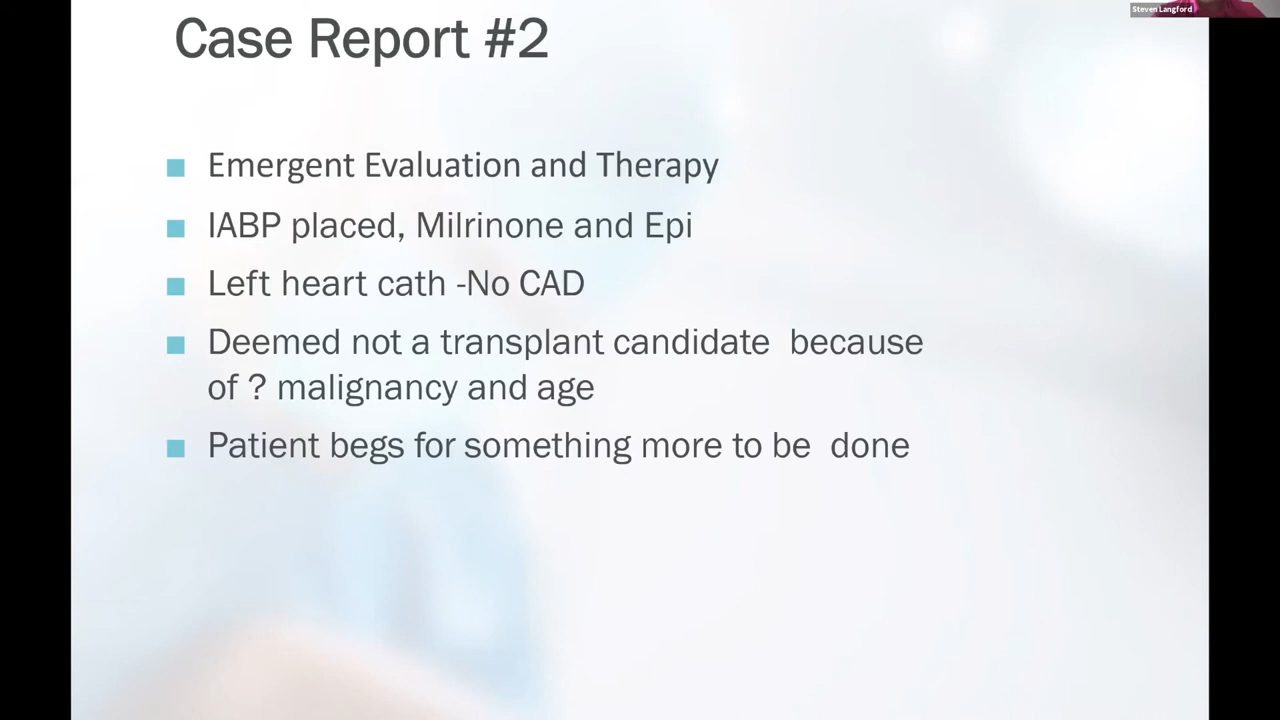 Steven Langford
Case Report #2
Emergent Evaluation and Therapy
IABP placed, Milrinone and Epi
Left heart cath -No CAD
Deemed not a transplant candidate  because
of ? malignancy and age
Patient begs for something more to be  done